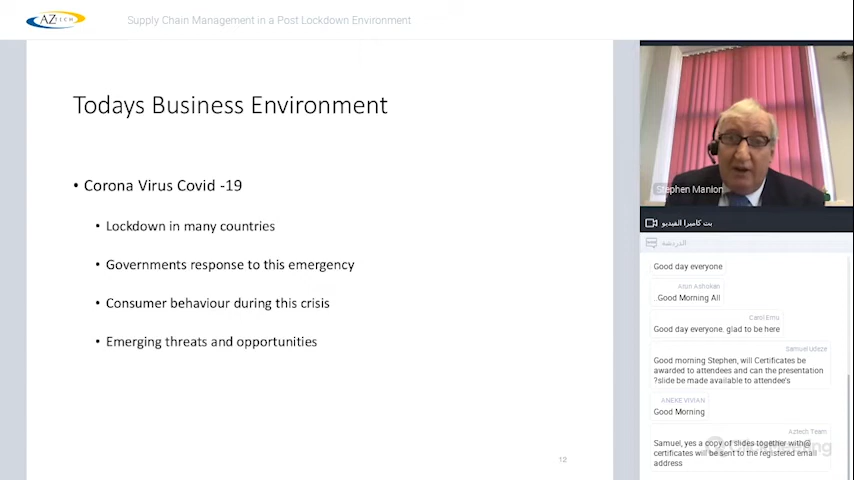 AZTECH
Supply Chain Management in a Post Lockdown Environment
Todays Business Environment
• Corona Virus Covid -19
• Lockdown in many countries
• Governments response to this emergency
• Consumer behaviour during this crisis
• Emerging threats and opportunities
12
Stephen Manion
بث كاميرا الفيديو
الدردشة
Good day everyone
Arun Ashokan
..Good Morning All
Carol Emu
Good day everyone. glad to be here
Samuel Udeze
Good morning Stephen, will Certificates be
awarded to attendees and can the presentation
?slide be made available to attendee's
ANEKE.VIVIAN
Good Morning
Aztech Team
Samuel, yes a copy of slides together with@
certificates will be sent to the registered email
address